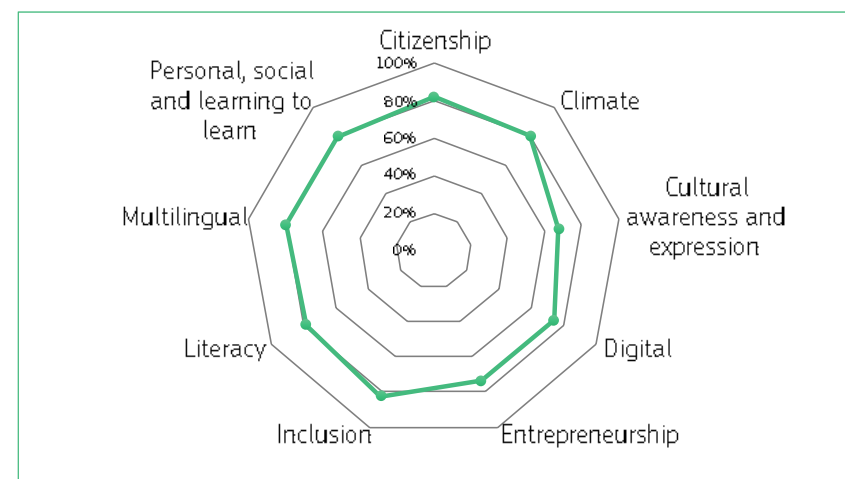 Citizenship
100%
80%
60%
40%
20%
0%
Climate
Cultural
awareness and
expression
Digital
Entrepreneurship
Inclusion
Literacy
Multilingual
Personal, social
and learning to
learn